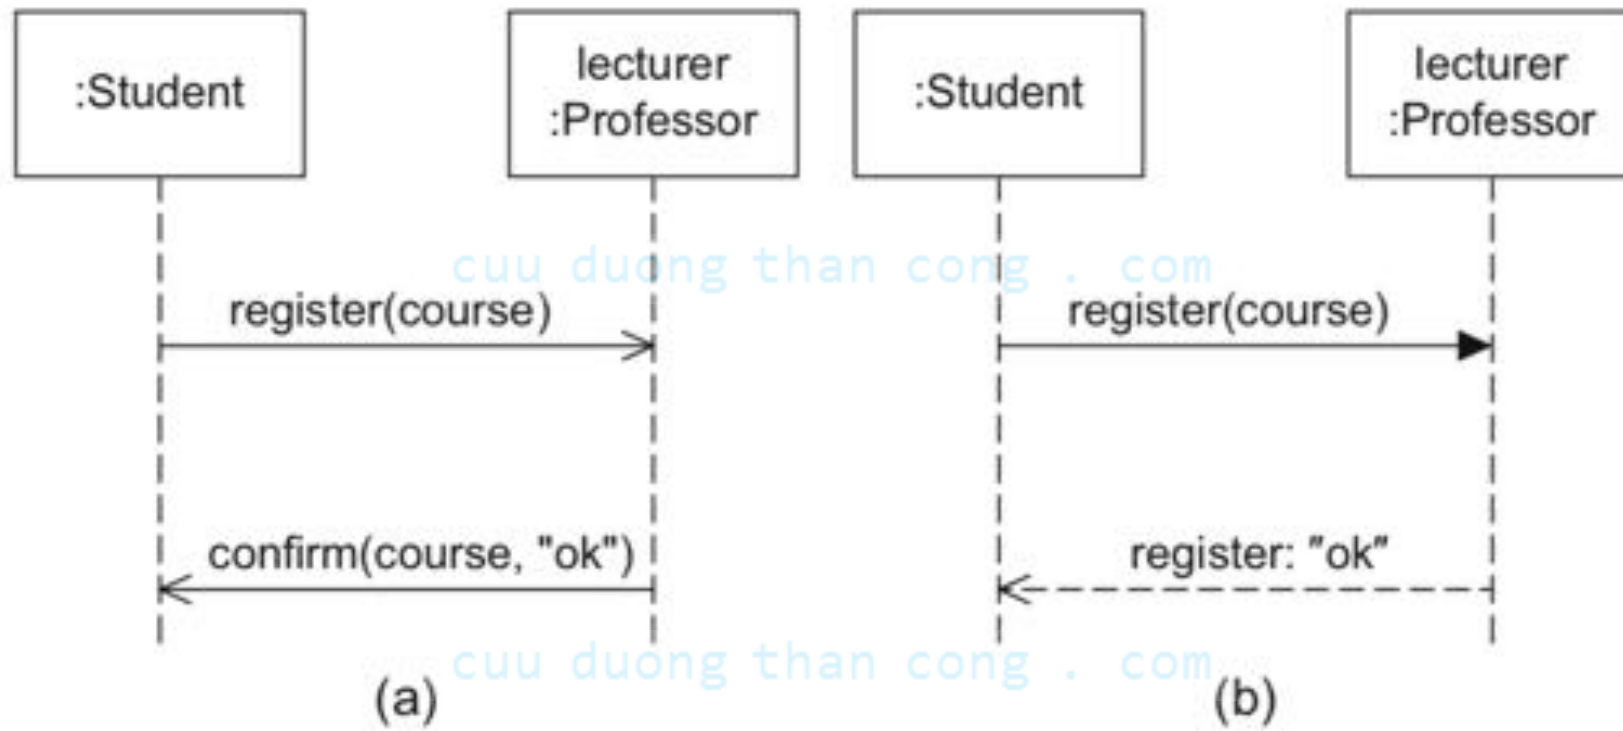 :Student
lecturer
:Professor
:Student
lecturer
:Professor
cuu duong than cong . com
register(course)
register(course)
confirm(course, "ok")
register: "ok"
cuu duong than cong . com
(a)
(b)